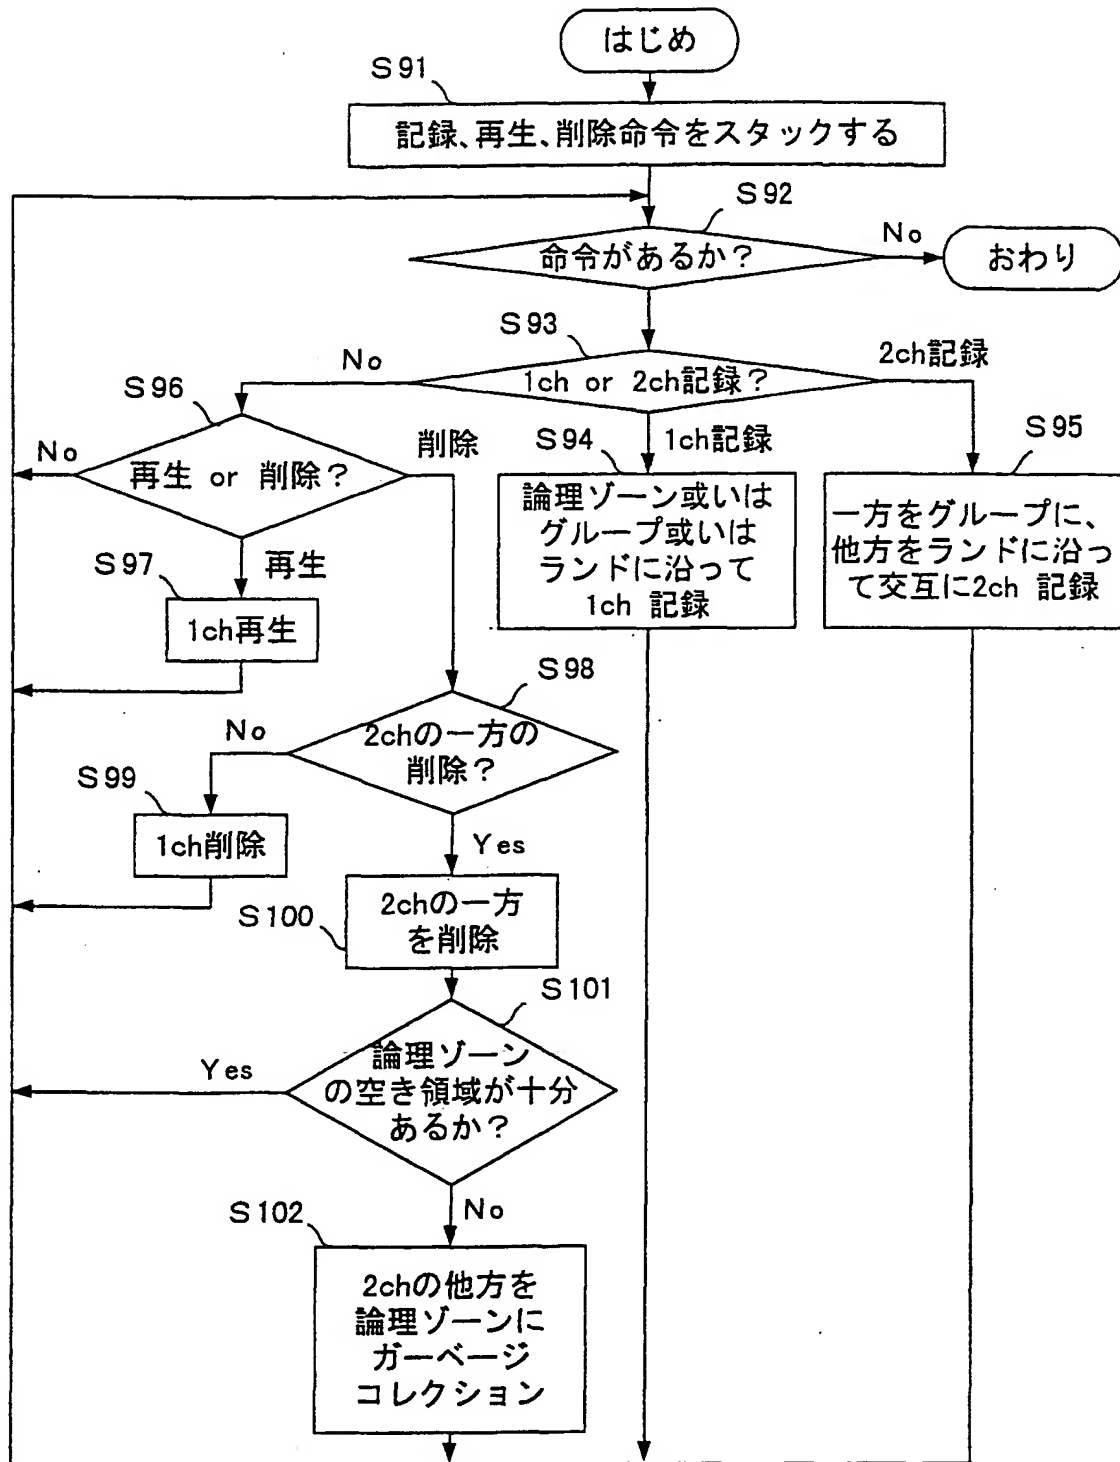 はじめ
S91
記録、再生、削除命令をスタックする
S92
命令があるか?
No
おわり
S93
1ch or 2ch記録?
No
2ch記録
1ch記録
S96
再生 or 削除?
No
削除
再生
S94
論理ゾーン或いは
グループ或いは
ランドに沿って
1ch 記録
S95
一方をグループに、
他方をランドに沿っ
て交互に2ch 記録
S97
1ch再生
S98
2chの一方の
削除?
No
Yes
S99
1ch削除
S100
2chの一方
を削除
S101
論理ゾーン
の空き領域が十分
あるか?
Yes
No
S102
2chの他方を
論理ゾーンに
ガーベージ
コレクション